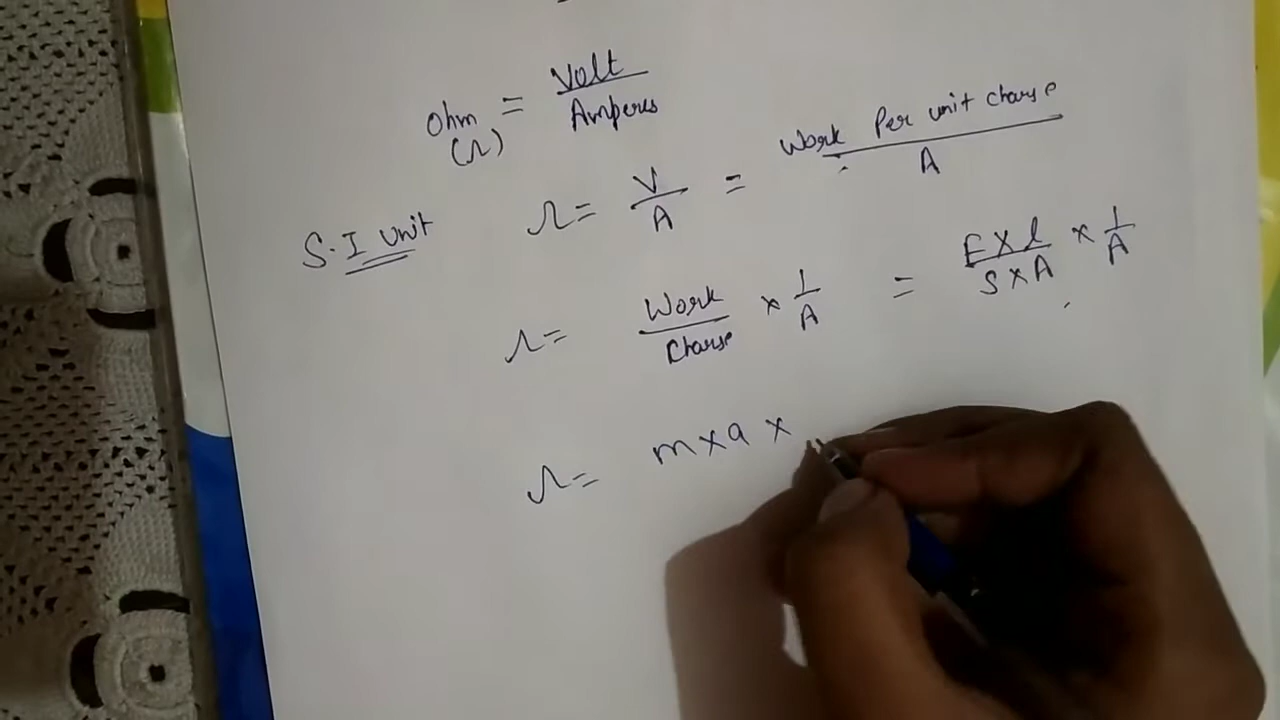 Ohm = Volt / Amperes
(Ω)
S.I unit Ω = V / A = Work Per unit charge / A
Ω = Work / Charge × 1 / A = F × l / S × A × 1 / A
Ω = m × a ×